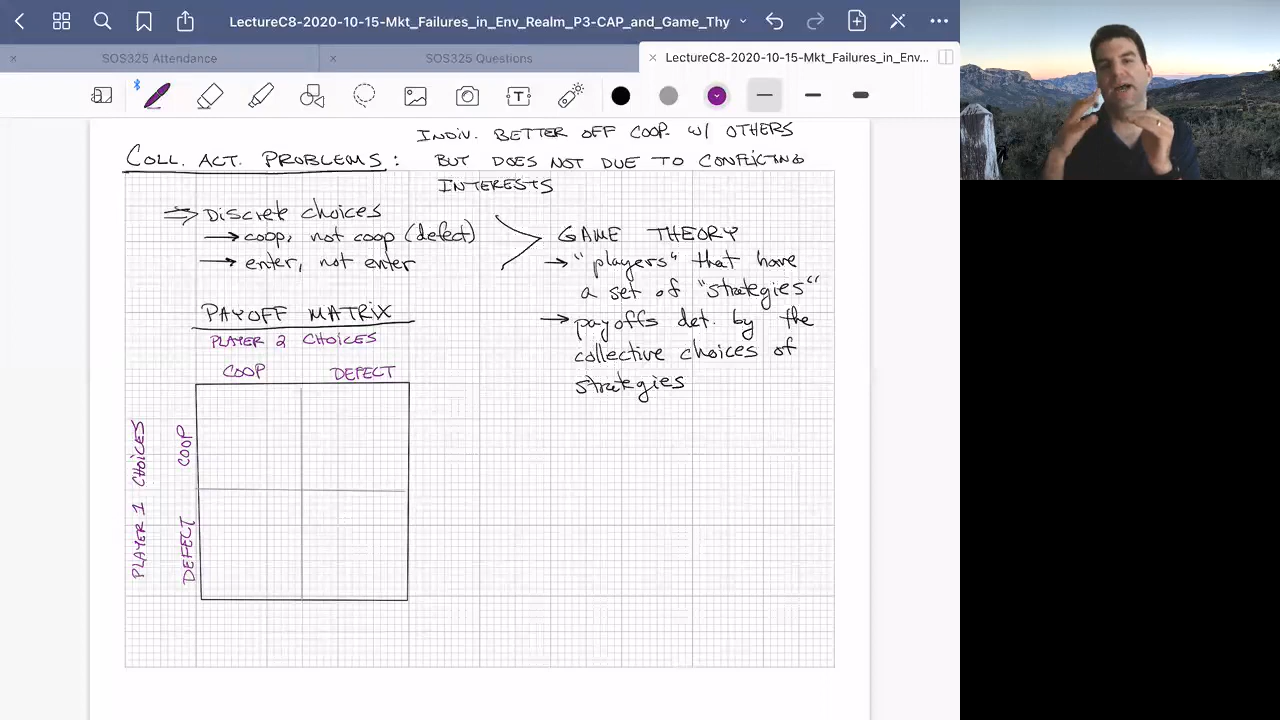 LectureC8-2020-10-15-Mkt_Failures_in_Env_Realm_P3-CAP_and_Game_Thy
SOS325 Attendance
SOS325 Questions
LectureC8-2020-10-15-Mkt_Failures_in_Env...
INDIV. BETTER OFF COOP. W/ OTHERS
COLL. ACT. PROBLEMS: BUT DOES NOT DUE TO CONFLICTING
INTERESTS
⇒ Discrete choices
→ coop, not coop (defect)
→ enter, not enter
GAME THEORY
→ "players" that have
a set of "strategies"
→ payoffs det. by the
collective choices of
strategies
PAYOFF MATRIX
PLAYER 2 CHOICES
COOP DEFECT
PLAYER 1 CHOICES
COOP
DEFECT